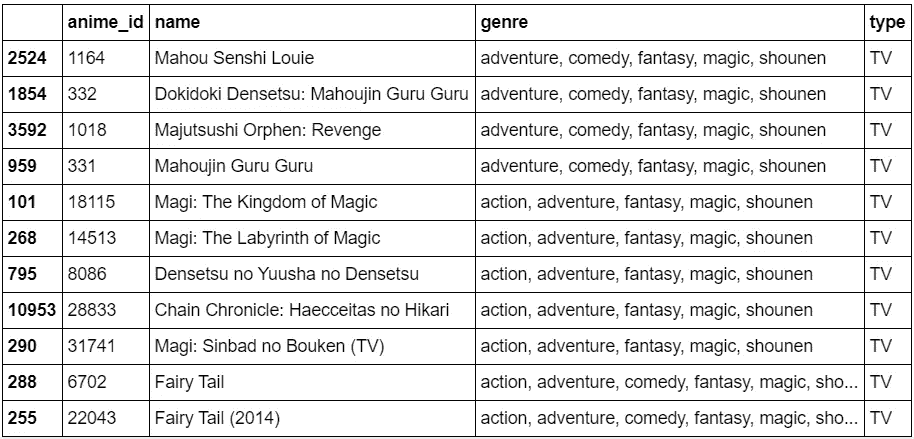 anime_id name genre type
2524 1164 Mahou Senshi Louie adventure, comedy, fantasy, magic, shounen TV
1854 332 Dokidoki Densetsu: Mahoujin Guru Guru adventure, comedy, fantasy, magic, shounen TV
3592 1018 Majutsushi Orphen: Revenge adventure, comedy, fantasy, magic, shounen TV
959 331 Mahoujin Guru Guru adventure, comedy, fantasy, magic, shounen TV
101 18115 Magi: The Kingdom of Magic action, adventure, fantasy, magic, shounen TV
268 14513 Magi: The Labyrinth of Magic action, adventure, fantasy, magic, shounen TV
795 8086 Densetsu no Yuusha no Densetsu action, adventure, fantasy, magic, shounen TV
10953 28833 Chain Chronicle: Haecceitas no Hikari action, adventure, fantasy, magic, shounen TV
290 31741 Magi: Sinbad no Bouken (TV) action, adventure, fantasy, magic, shounen TV
288 6702 Fairy Tail action, adventure, comedy, fantasy, magic, sho... TV
255 22043 Fairy Tail (2014) action, adventure, comedy, fantasy, magic, sho... TV